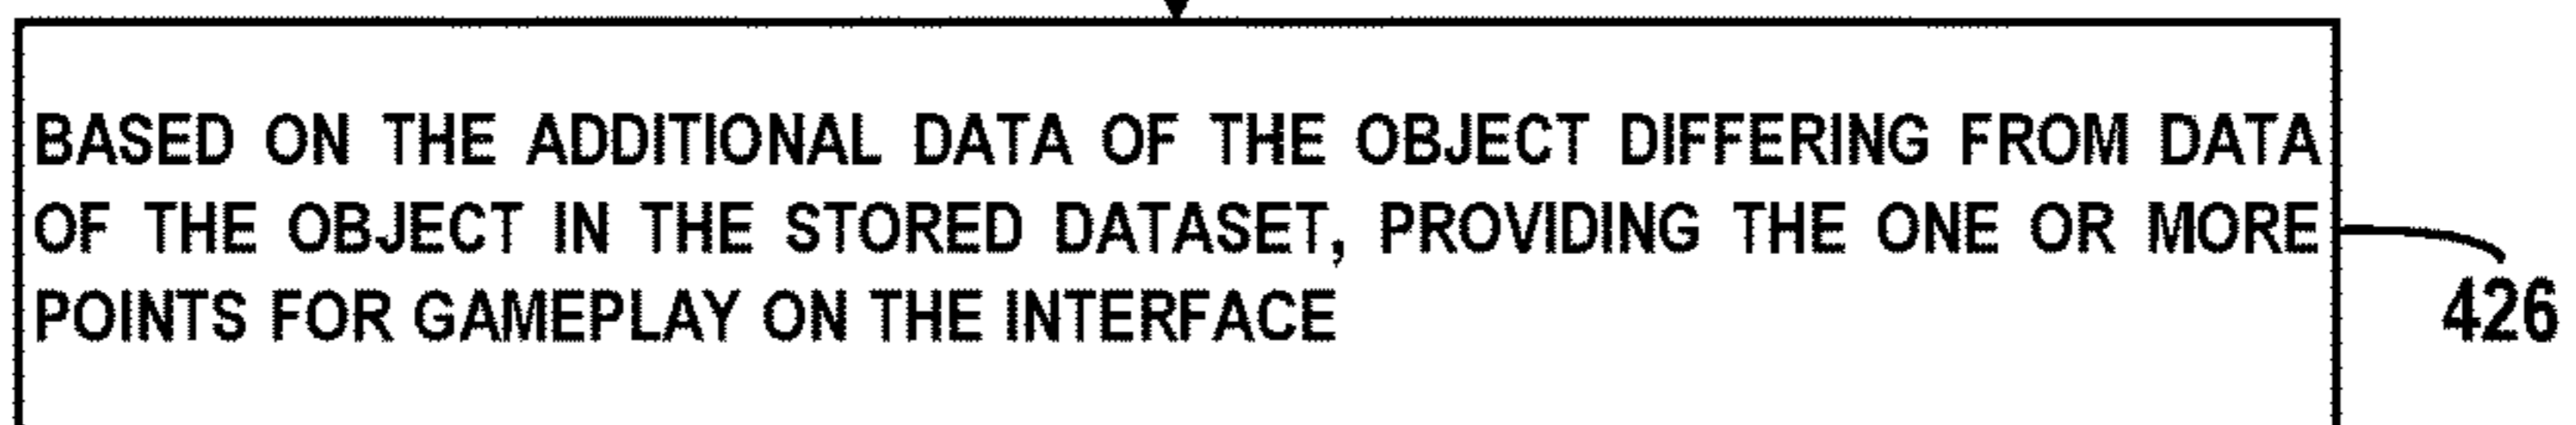 BASED ON THE ADDITIONAL DATA OF THE OBJECT DIFFERING FROM DATA
OF THE OBJECT IN THE STORED DATASET, PROVIDING THE ONE OR MORE
POINTS FOR GAMEPLAY ON THE INTERFACE
426